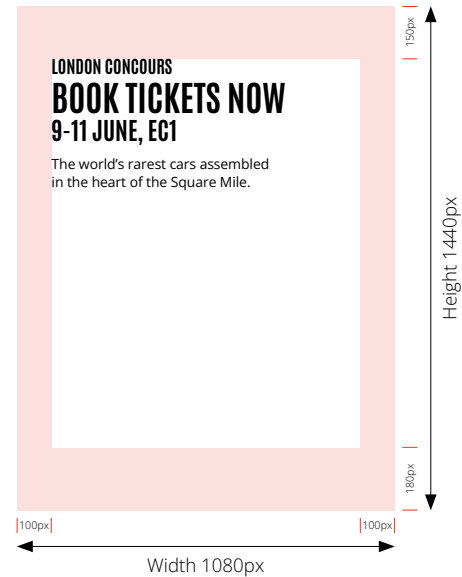 LONDON CONCOURS
BOOK TICKETS NOW
9-11 JUNE, EC1
The world’s rarest cars assembled
in the heart of the Square Mile.
150px
Height 1440px
180px
100px
100px
Width 1080px